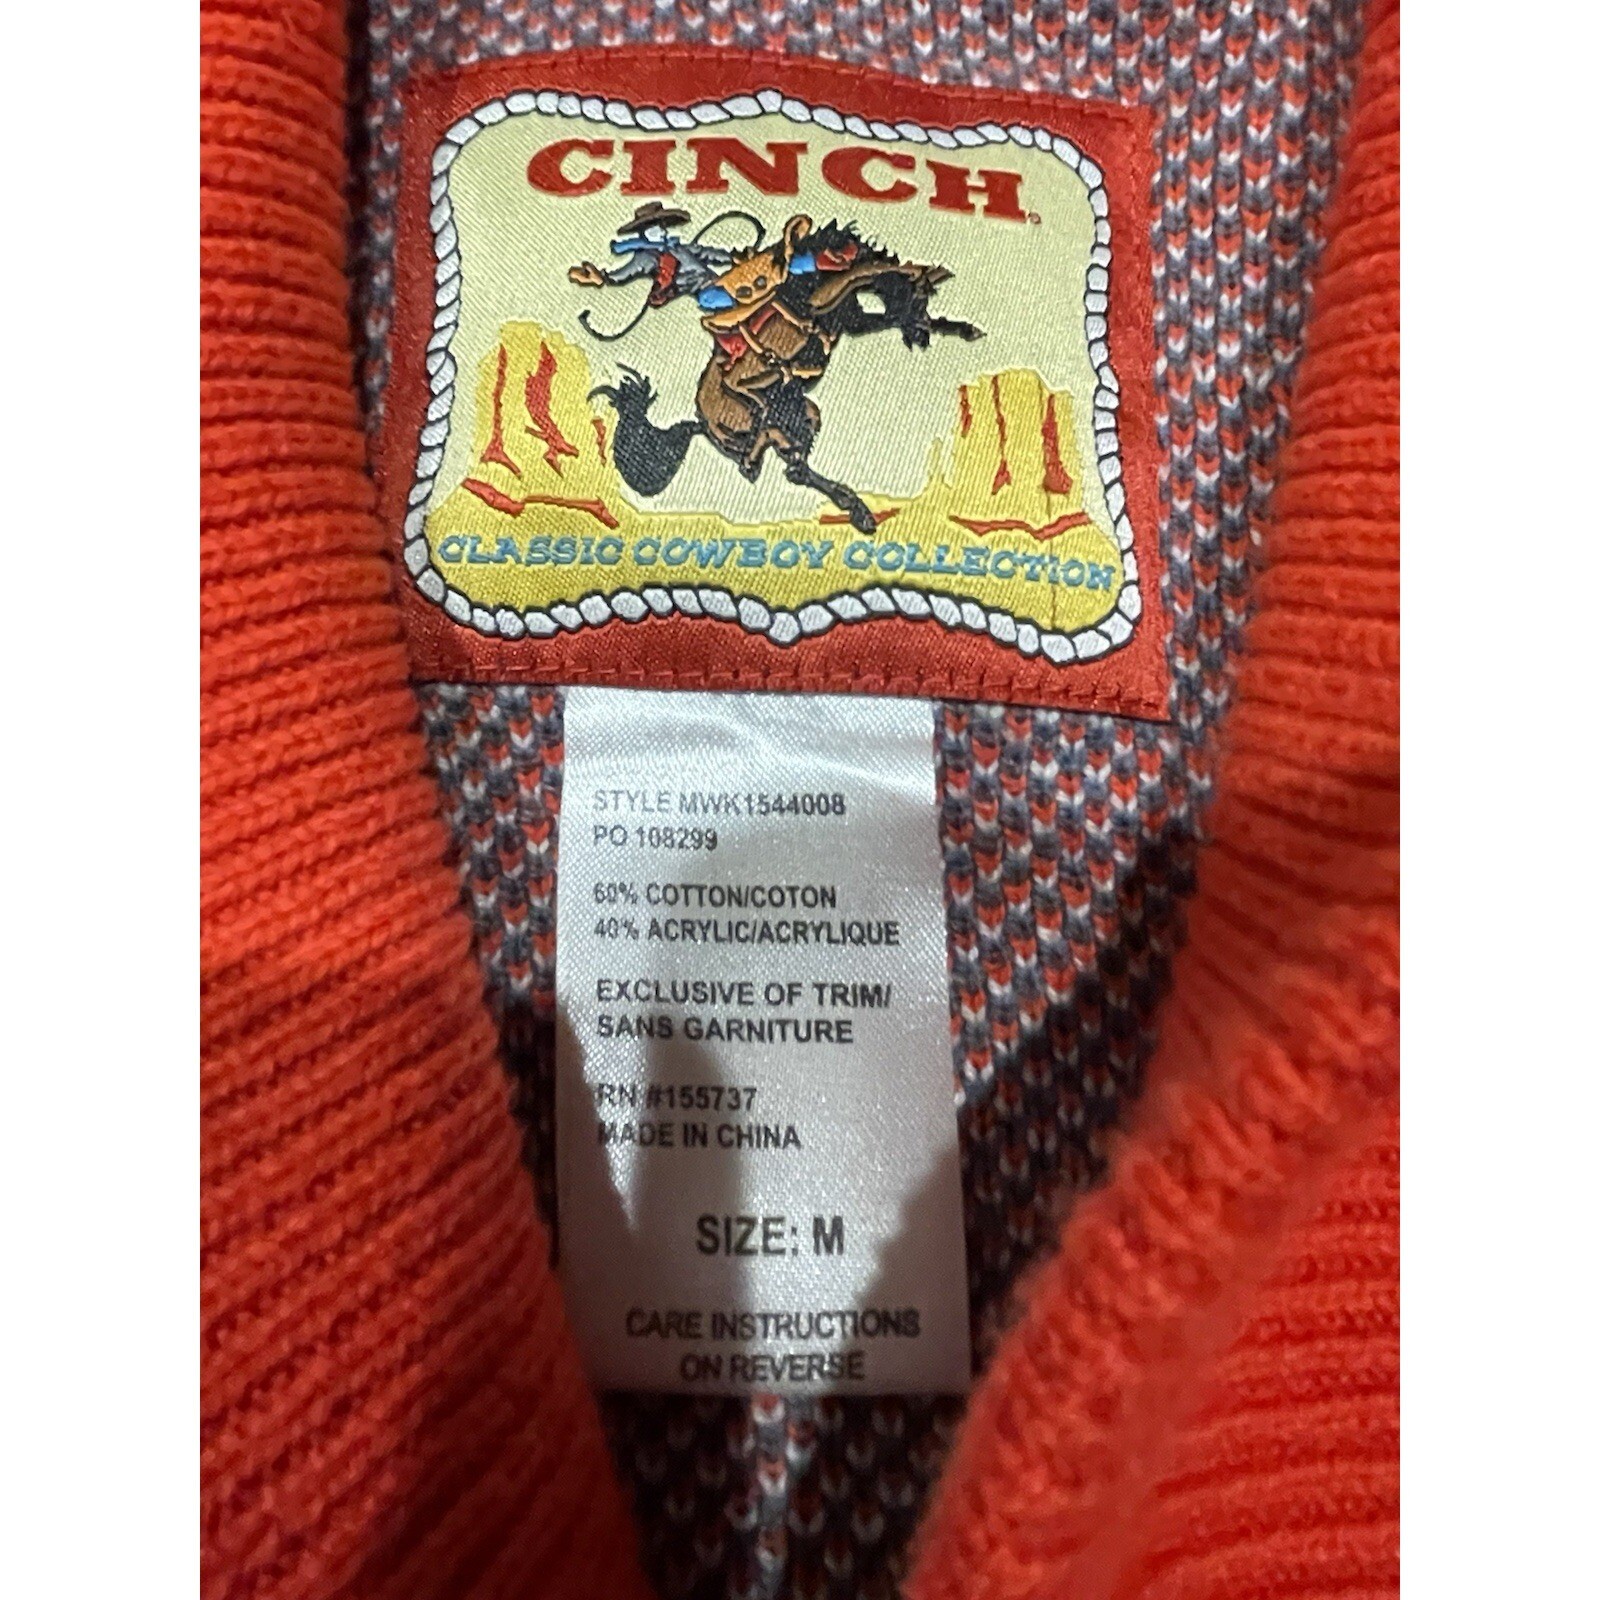 CINCH
CLASSIC COWBOY COLLECTION
STYLE MWK1544008
PO 108299
60% COTTON/COTON
40% ACRYLIC/ACRYLIQUE
EXCLUSIVE OF TRIM/
SANS GARNITURE
RN #155737
MADE IN CHINA
SIZE: M
CARE INSTRUCTIONS
ON REVERSE